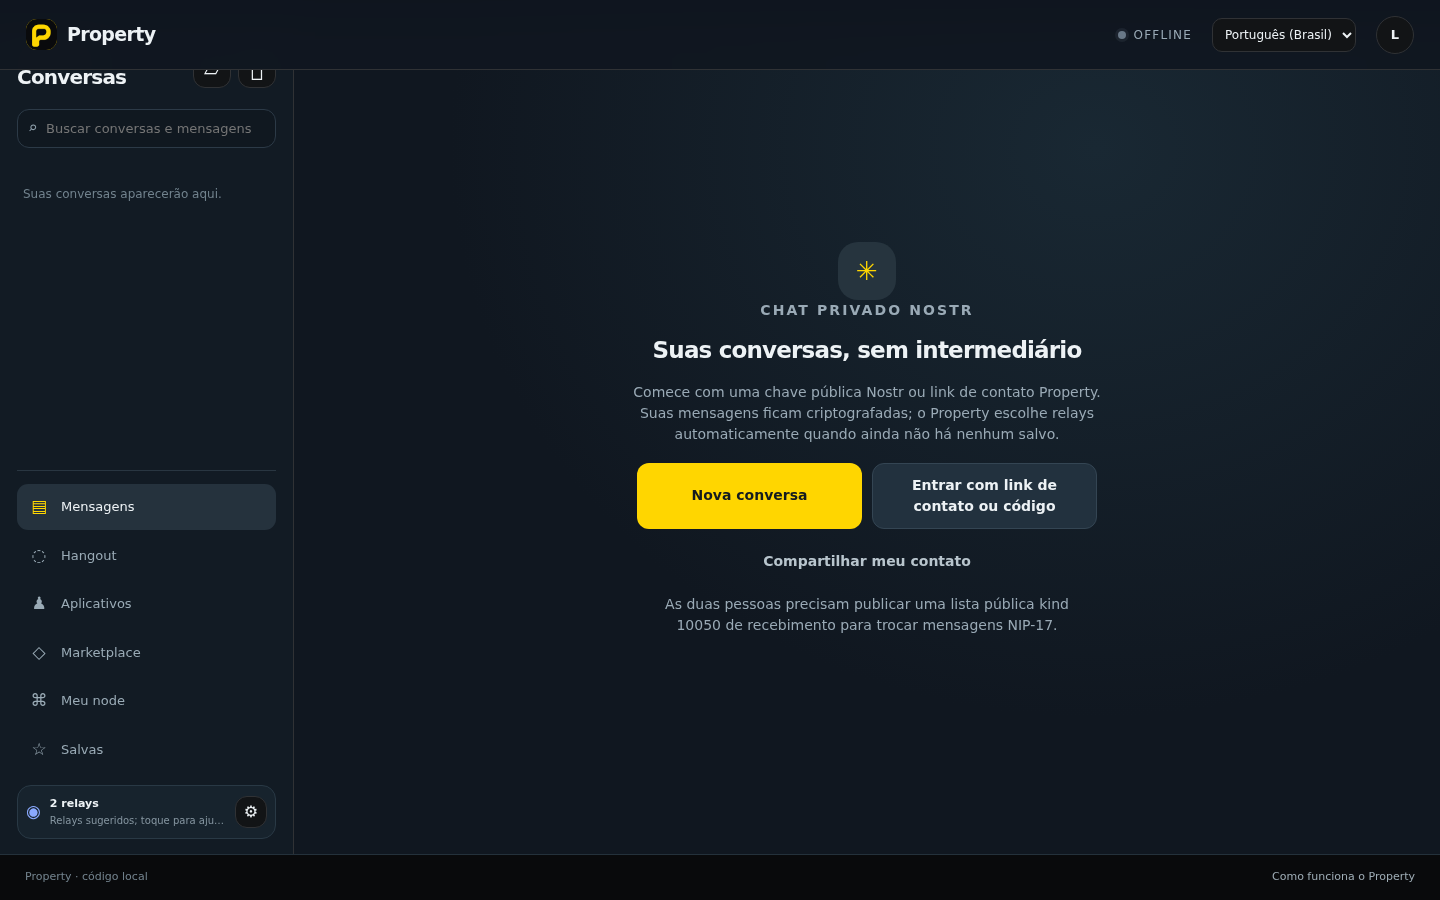 Property
OFFLINE
Português (Brasil)
L
Conversas
Buscar conversas e mensagens
Suas conversas aparecerão aqui.
CHAT PRIVADO NOSTR
Suas conversas, sem intermediário
Comece com uma chave pública Nostr ou link de contato Property.
Suas mensagens ficam criptografadas; o Property escolhe relays
automaticamente quando ainda não há nenhum salvo.
Nova conversa
Entrar com link de
contato ou código
Compartilhar meu contato
As duas pessoas precisam publicar uma lista pública kind
10050 de recebimento para trocar mensagens NIP-17.
Mensagens
Hangout
Aplicativos
Marketplace
Meu node
Salvas
2 relays
Relays sugeridos; toque para aju...
Property · código local
Como funciona o Property